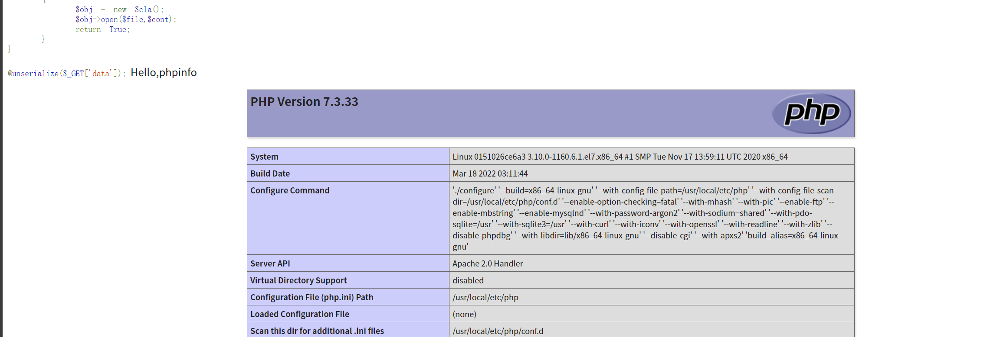 {
$obj = new $cla();
$obj->open($file,$cont);
return True;
}
}
@unserialize($_GET['data']); Hello,phpinfo
PHP Version 7.3.33
php
System Linux 0151026ce6a3 3.10.0-1160.6.1.el7.x86_64 #1 SMP Tue Nov 17 13:59:11 UTC 2020 x86_64
Build Date Mar 18 2022 03:11:44
Configure Command './configure' '--build=x86_64-linux-gnu' '--with-config-file-path=/usr/local/etc/php' '--with-config-file-scan-
dir=/usr/local/etc/php/conf.d' '--enable-option-checking=fatal' '--with-mhash' '--with-pic' '--enable-ftp' '--
enable-mbstring' '--enable-mysqlnd' '--with-password-argon2' '--with-sodium=shared' '--with-pdo-
sqlite=/usr' '--with-sqlite3=/usr' '--with-curl' '--with-iconv' '--with-openssl' '--with-readline' '--with-zlib' '--
disable-phpdbg' '--with-libdir=lib/x86_64-linux-gnu' '--disable-cgi' '--with-apxs2' 'build_alias=x86_64-linux-
gnu'
Server API Apache 2.0 Handler
Virtual Directory Support disabled
Configuration File (php.ini) Path /usr/local/etc/php
Loaded Configuration File (none)
Scan this dir for additional .ini files /usr/local/etc/php/conf.d